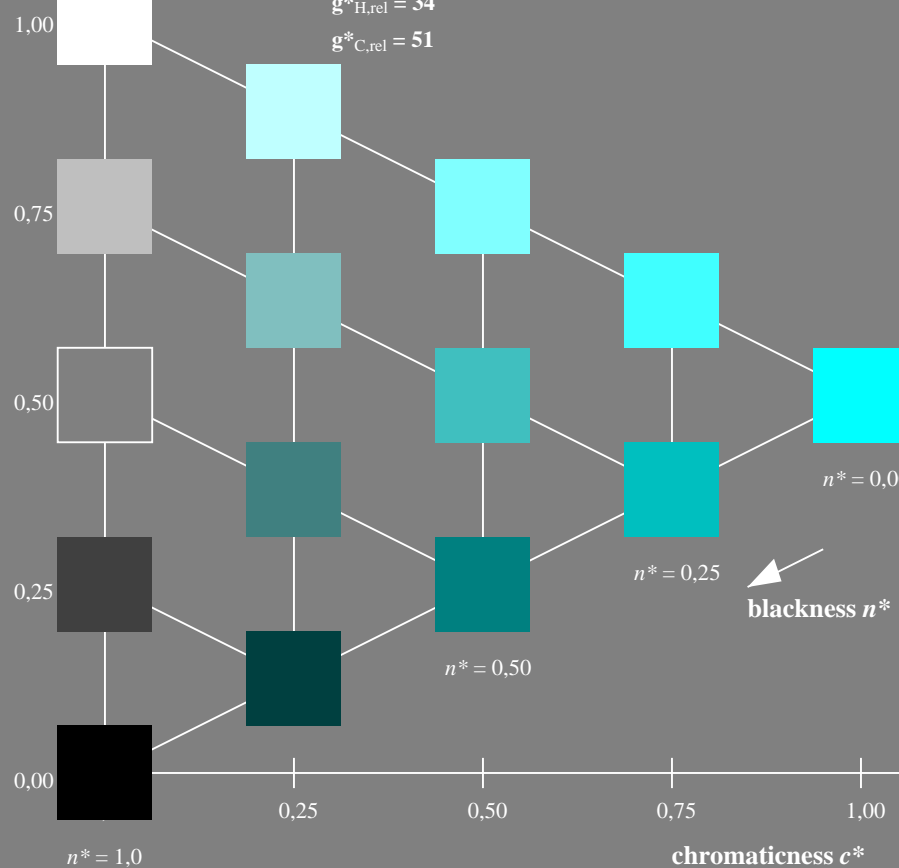 g*H,rel = 34
1,00
g*C,rel = 51
0,75
0,50
n* = 0,0
n* = 0,25
0,25
blackness n*
n* = 0,50
0,00
0,25
0,50
0,75
1,00
n* = 1,0
chromaticness c*